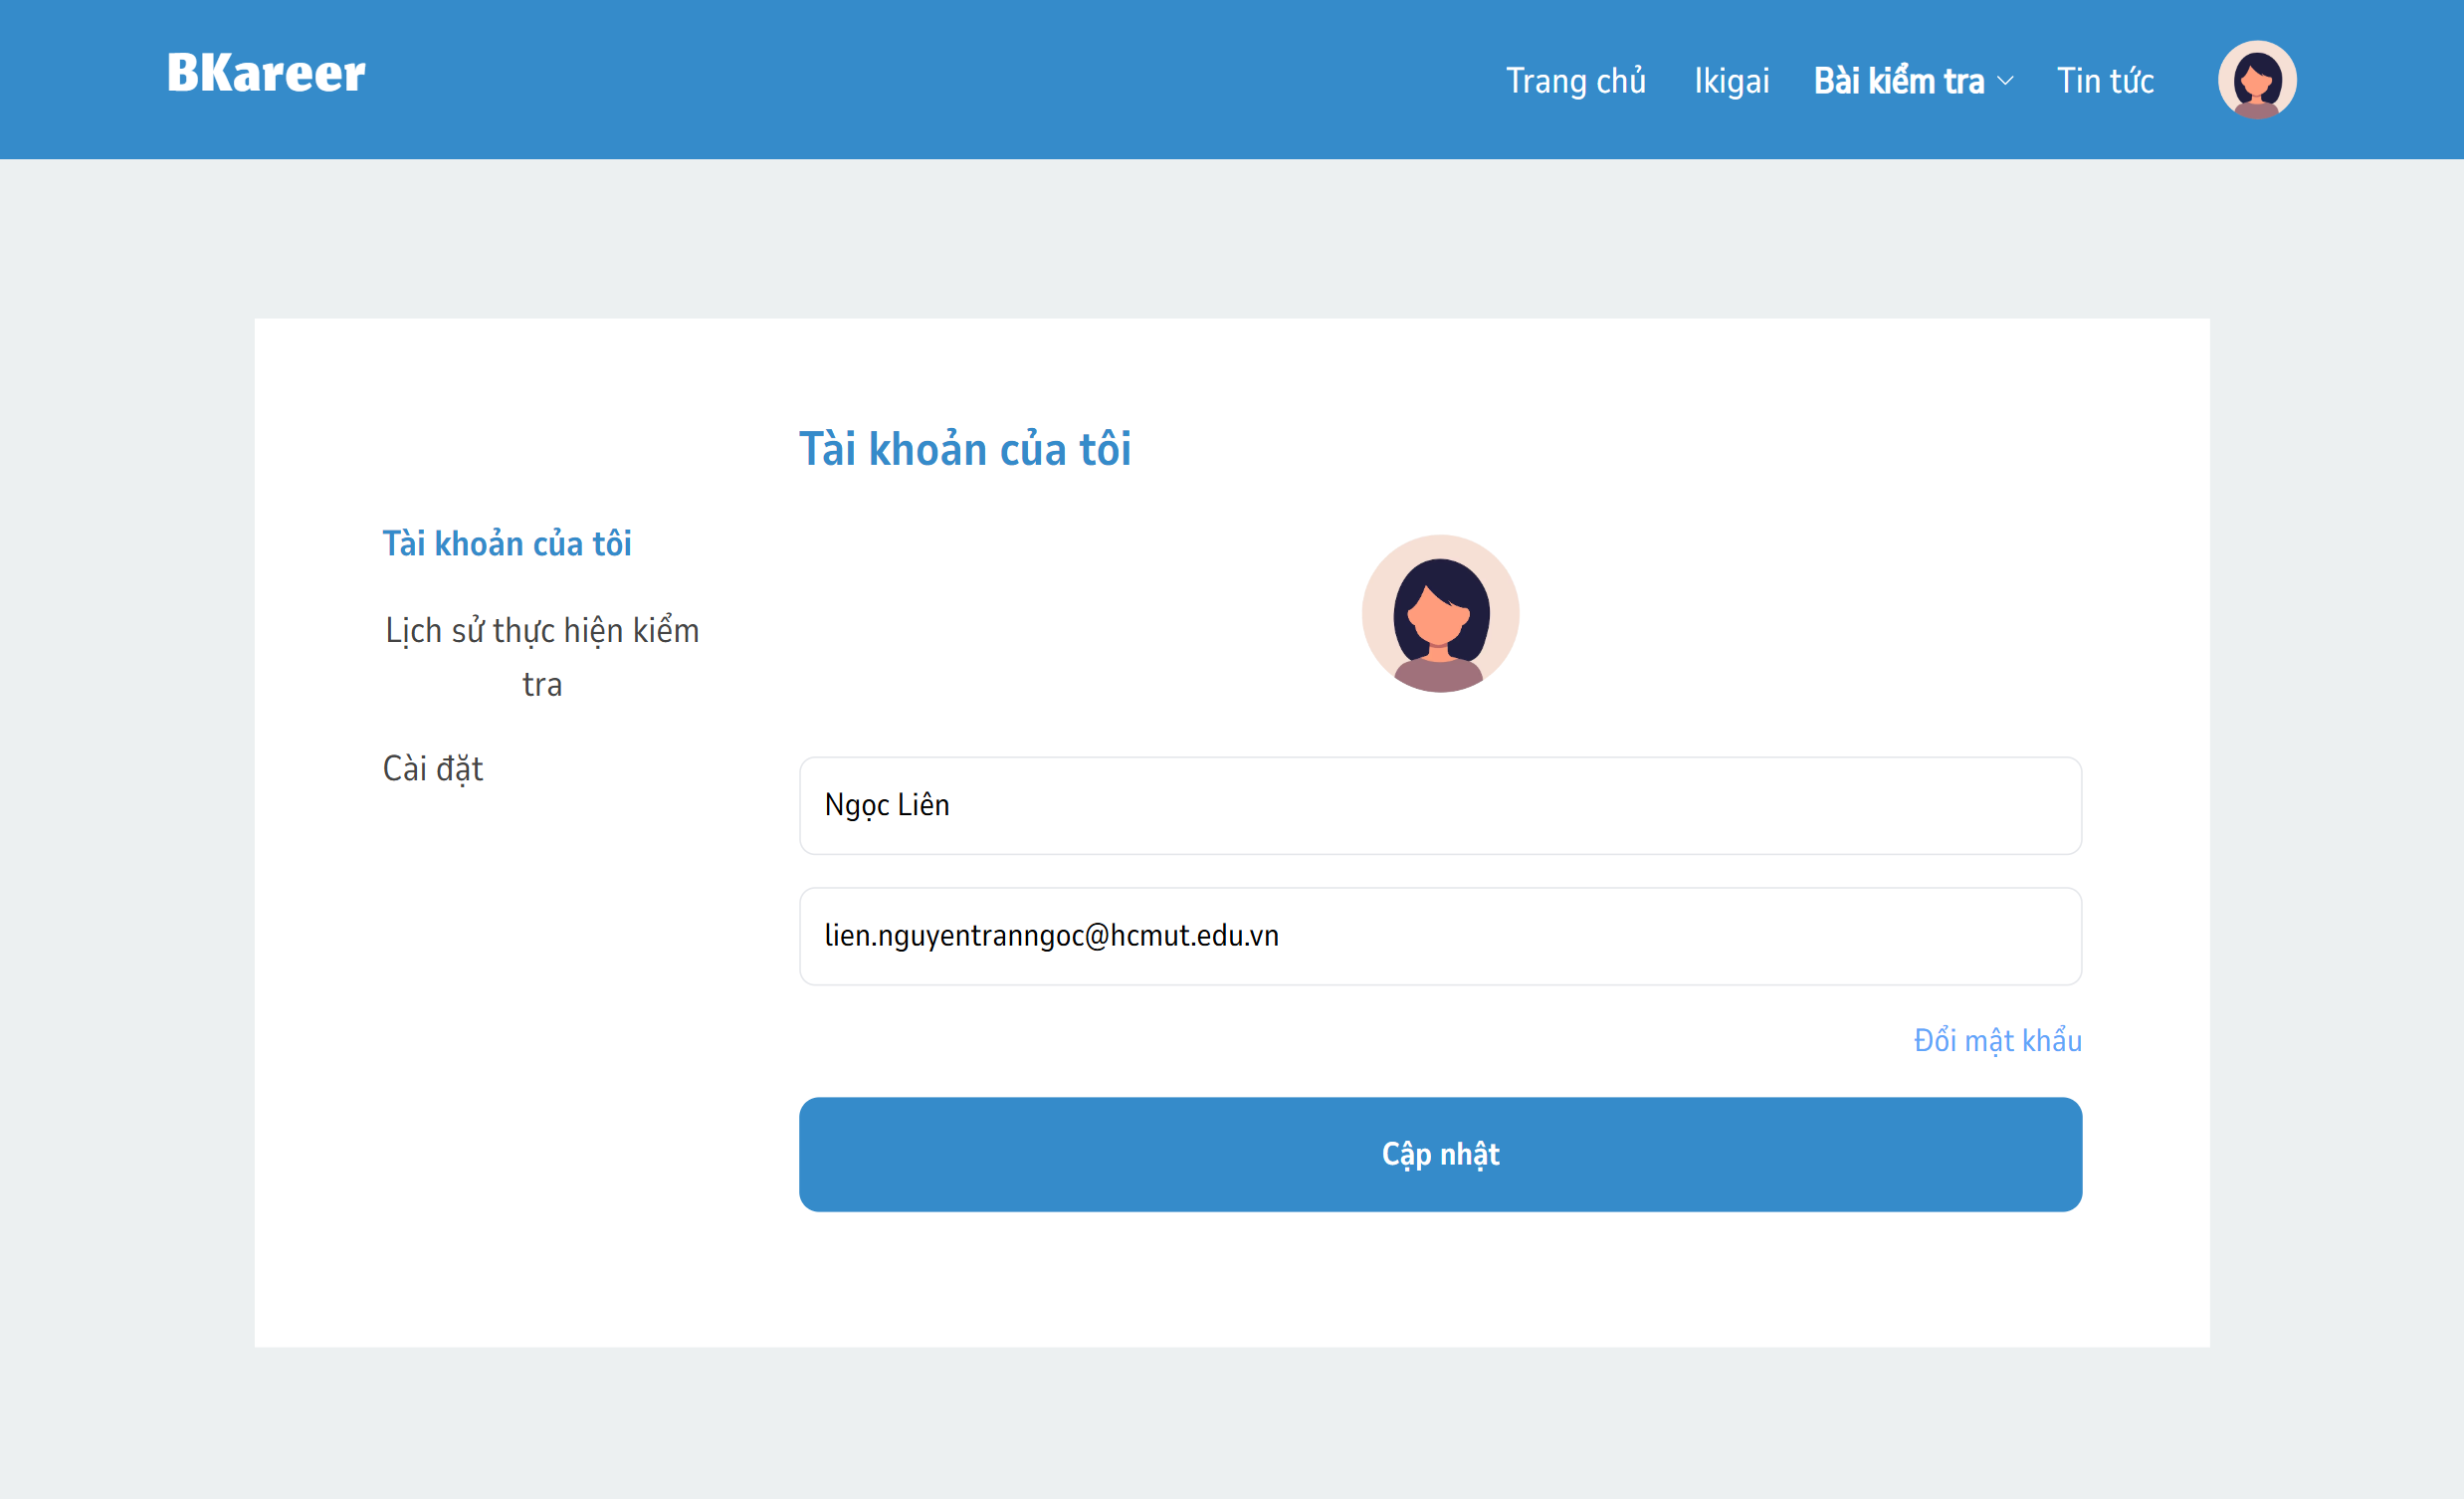 BKareer
Trang chủ
Ikigai
Bài kiểm tra
Tin tức
Tài khoản của tôi
Tài khoản của tôi
Lịch sử thực hiện kiểm
tra
Cài đặt
Ngọc Liên
lien.nguyentranngoc@hcmut.edu.vn
Đổi mật khẩu
Cập nhật